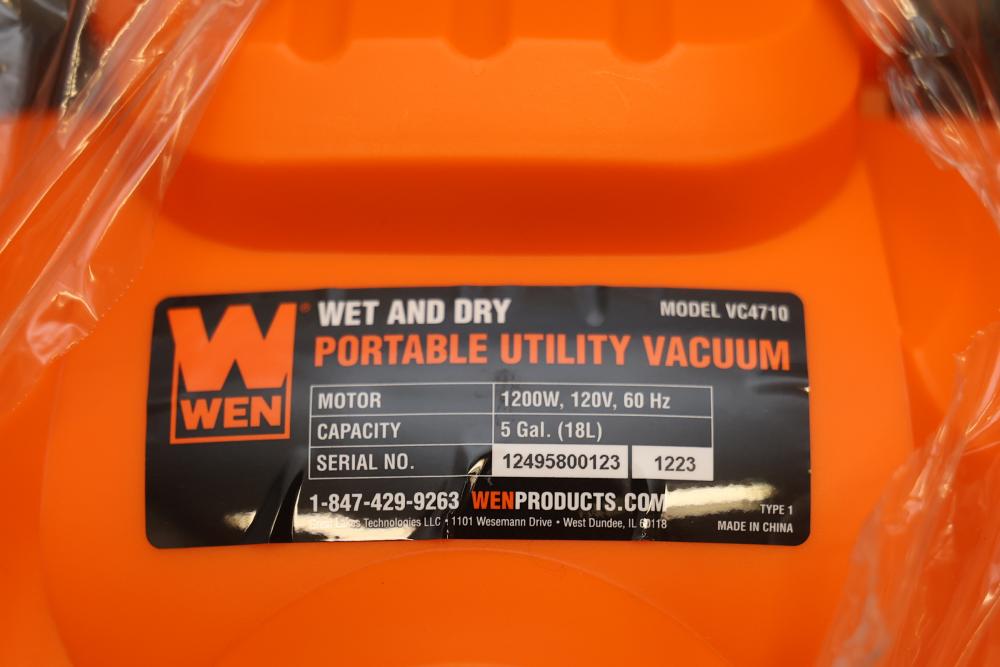 W®
WEN
WET AND DRY
MODEL VC4710
PORTABLE UTILITY VACUUM
MOTOR 1200W, 120V, 60 Hz
CAPACITY 5 Gal. (18L)
SERIAL NO. 12495800123 1223
1-847-429-9263 WENPRODUCTS.COM
Great Lakes Technologies LLC • 1101 Wesemann Drive • West Dundee, IL 60118
TYPE 1
MADE IN CHINA